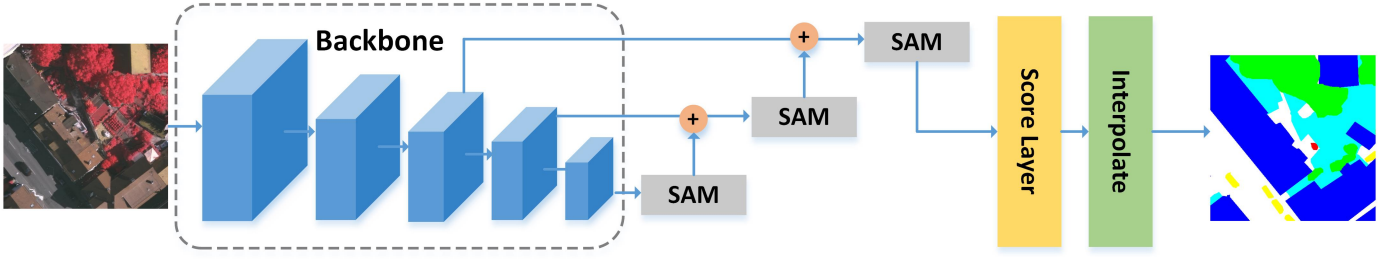 Backbone
SAM
+
SAM
+
SAM
Score Layer
Interpolate